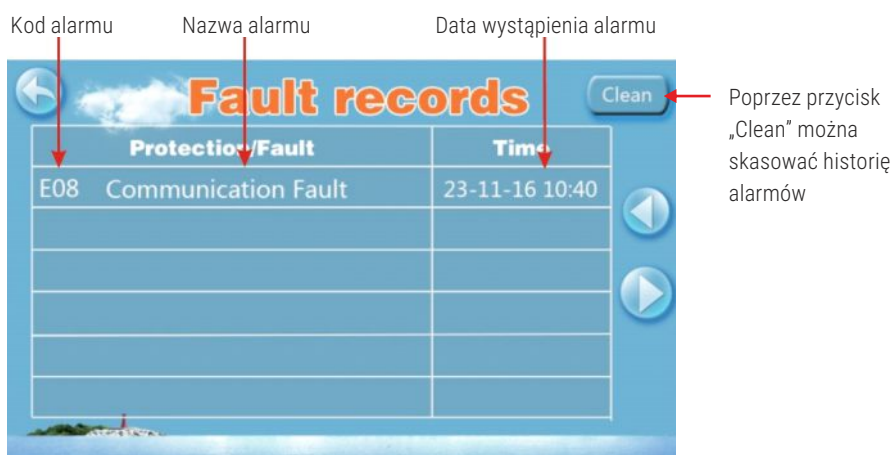 Kod alarmu
Nazwa alarmu
Data wystąpienia alarmu
Fault records
Clean
Poprzez przycisk
„Clean” można
skasować historię
alarmów
Protection/Fault
Time
E08
Communication Fault
23-11-16 10:40